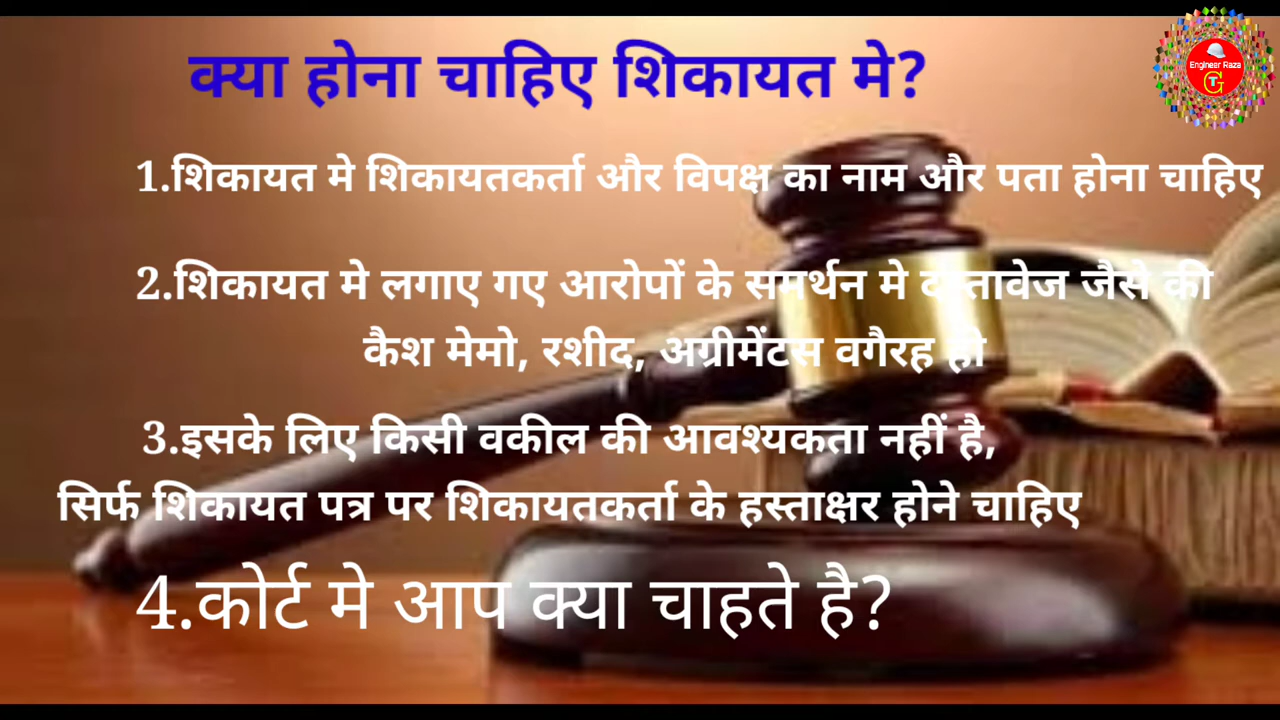 क्या होना चाहिए शिकायत मे?
Engineer Raza
GT
1.शिकायत मे शिकायतकर्ता और विपक्ष का नाम और पता होना चाहिए
2.शिकायत मे लगाए गए आरोपों के समर्थन मे दस्तावेज जैसे की
कैश मेमो, रशीद, अग्रीमेंटस वगैरह हो
3.इसके लिए किसी वकील की आवश्यकता नहीं है,
सिर्फ शिकायत पत्र पर शिकायतकर्ता के हस्ताक्षर होने चाहिए
4.कोर्ट मे आप क्या चाहते है?